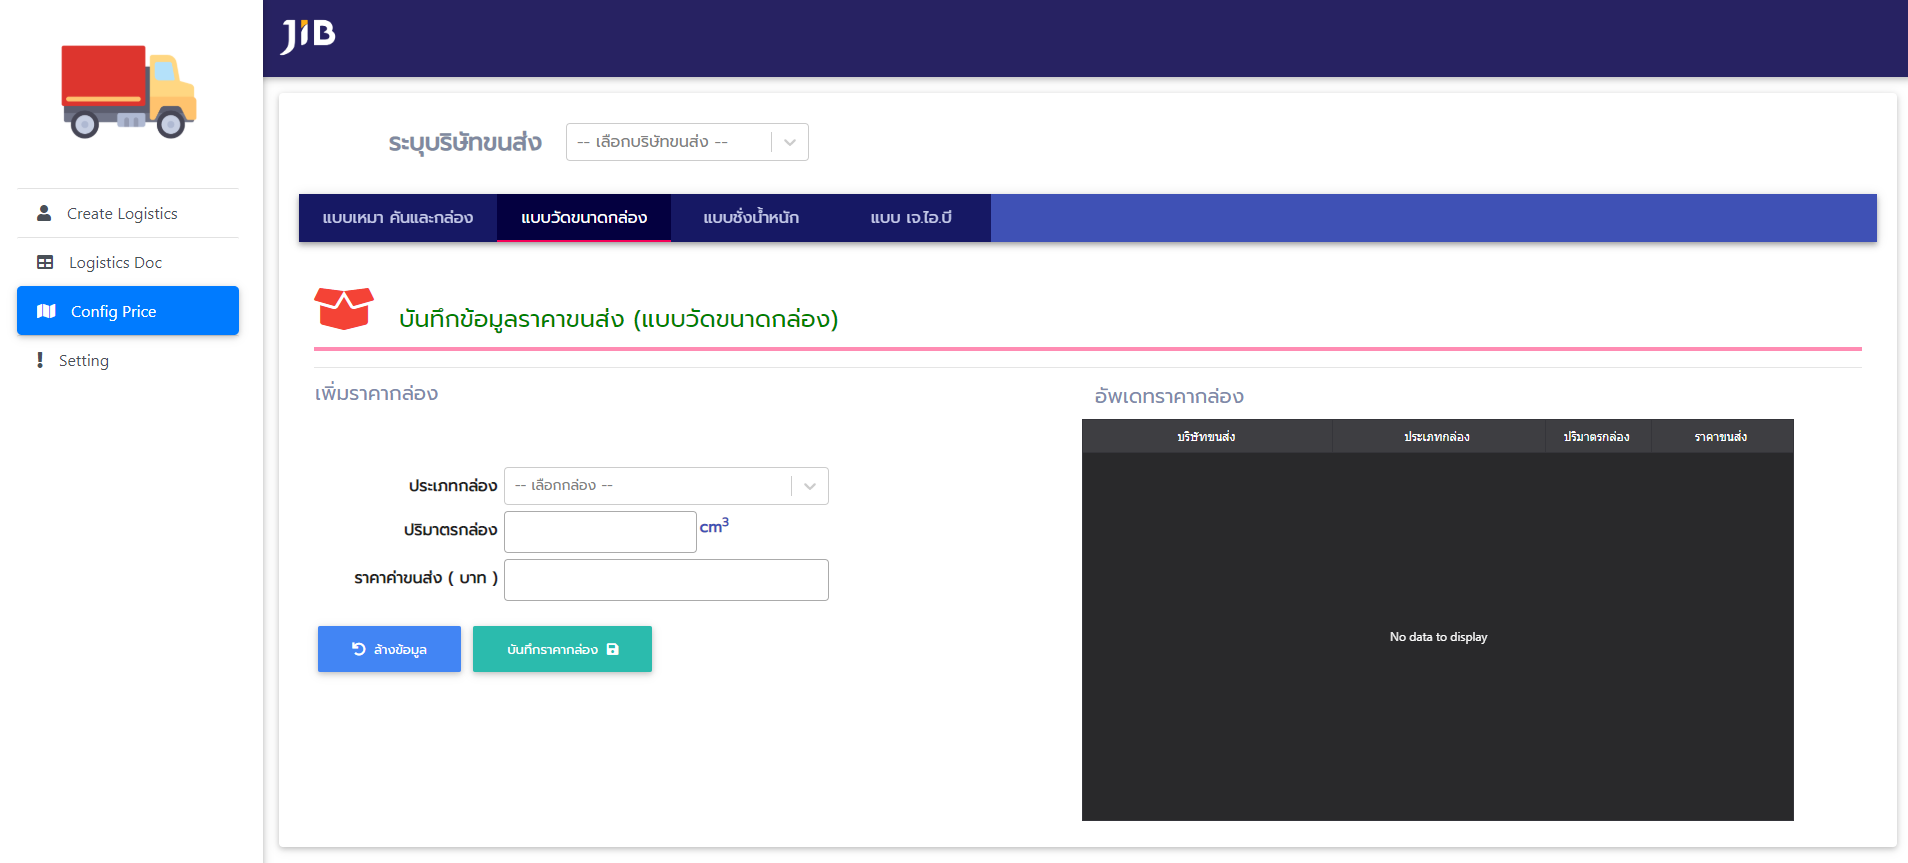 JIB
Create Logistics
Logistics Doc
Config Price
Setting
ระบุบริษัทขนส่ง
-- เลือกบริษัทขนส่ง --
แบบเหมา คันและกล่อง
แบบวัดขนาดกล่อง
แบบชั่งน้ำหนัก
แบบ เจ.ไอ.บี
บันทึกข้อมูลราคาขนส่ง (แบบวัดขนาดกล่อง)
เพิ่มราคากล่อง
ประเภทกล่อง
-- เลือกกล่อง --
ปริมาตรกล่อง
cm³
ราคาค่าขนส่ง ( บาท )
ล้างข้อมูล
บันทึกราคากล่อง
อัพเดทราคากล่อง
บริษัทขนส่ง ประเภทกล่อง ปริมาตรกล่อง ราคาขนส่ง
No data to display